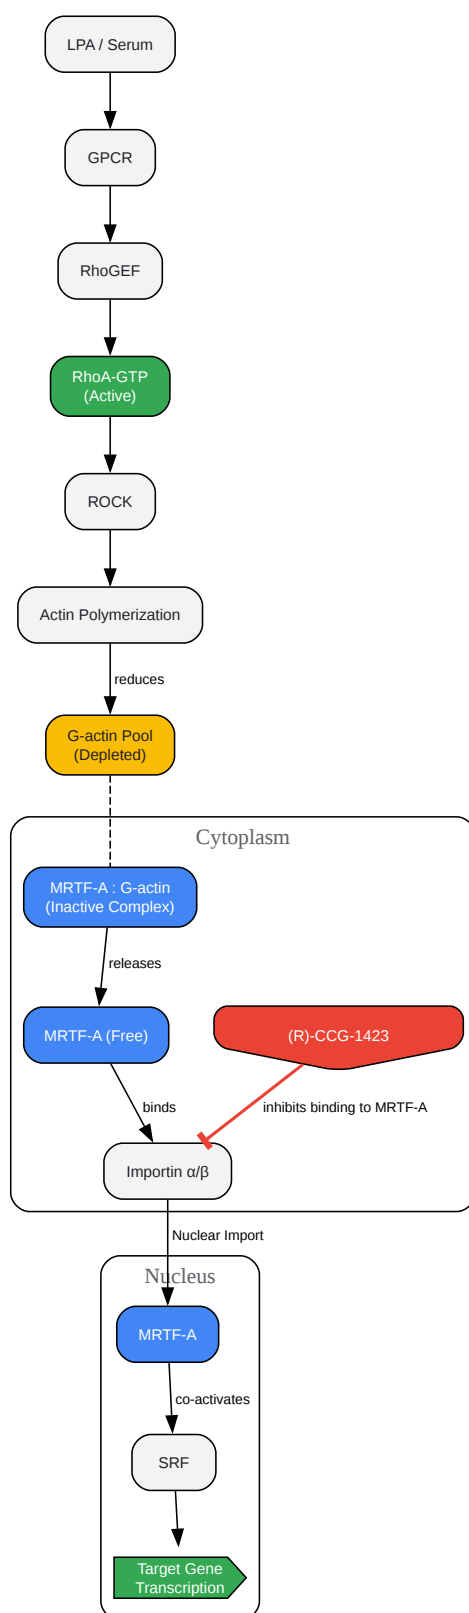 LPA / Serum
GPCR
RhoGEF
RhoA-GTP
(Active)
ROCK
Actin Polymerization
reduces
G-actin Pool
(Depleted)
Cytoplasm
MRTF-A : G-actin
(Inactive Complex)
releases
MRTF-A (Free)
(R)-CCG-1423
binds
inhibits binding to MRTF-A
Importin α/β
Nuclear Import
Nucleus
MRTF-A
co-activates
SRF
Target Gene
Transcription